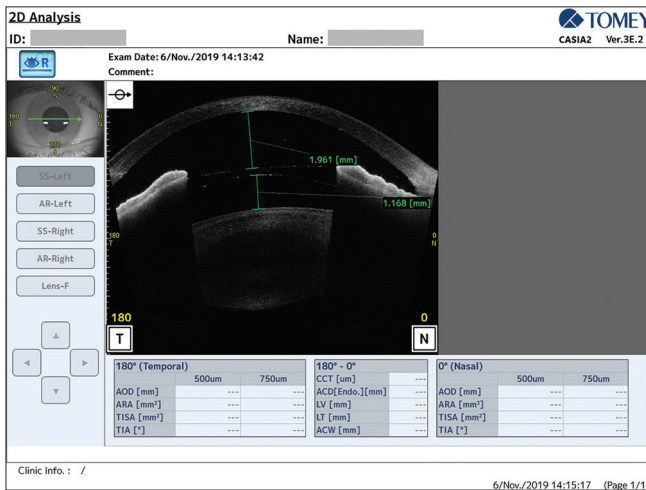 2D Analysis
TOMEY
ID:
Name:
CASIA2 Ver.3E.2
R
Exam Date: 6/Nov./2019 14:13:42
Comment:
90
S
180
T
0
N
270
I
SS-Left
AR-Left
SS-Right
AR-Right
Lens-F
1.961 [mm]
1.168 [mm]
180
T
0
N
180
0
T
N
180° (Temporal)
500um 750um
AOD [mm] --- ---
ARA [mm²] --- ---
TISA [mm²] --- ---
TIA [°] --- ---
180° - 0°
CCT [um] ---
ACD[Endo.][mm] ---
LV [mm] ---
LT [mm] ---
ACW [mm] ---
0° (Nasal)
500um 750um
AOD [mm] --- ---
ARA [mm²] --- ---
TISA [mm²] --- ---
TIA [°] --- ---
Clinic Info. : /
6/Nov./2019 14:15:17 (Page 1/1